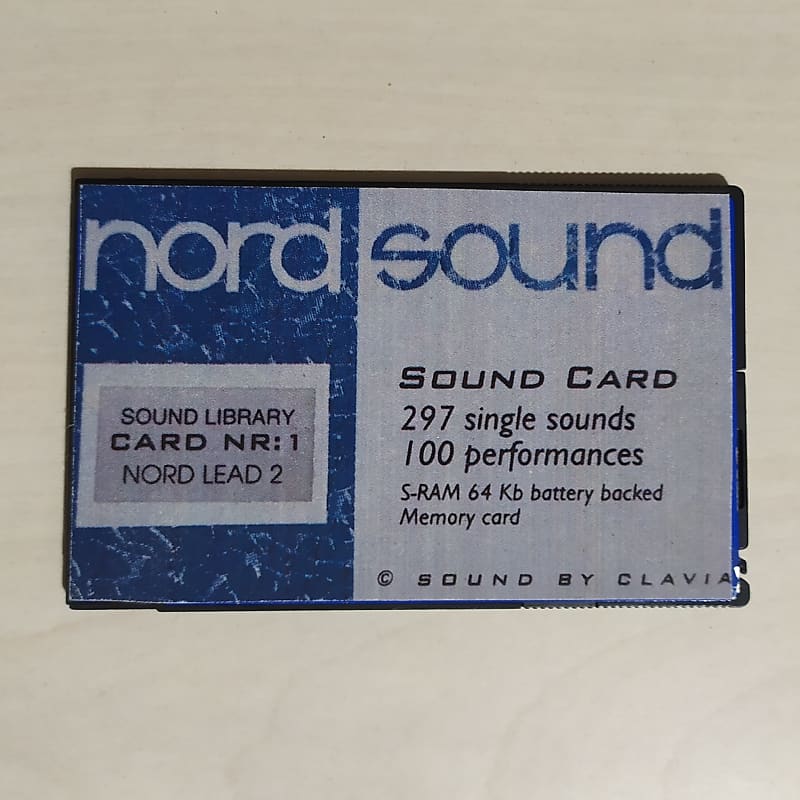 nord sound
SOUND LIBRARY
CARD NR:1
NORD LEAD 2
SOUND CARD
297 single sounds
100 performances
S-RAM 64 Kb battery backed
Memory card
© SOUND BY CLAVIA